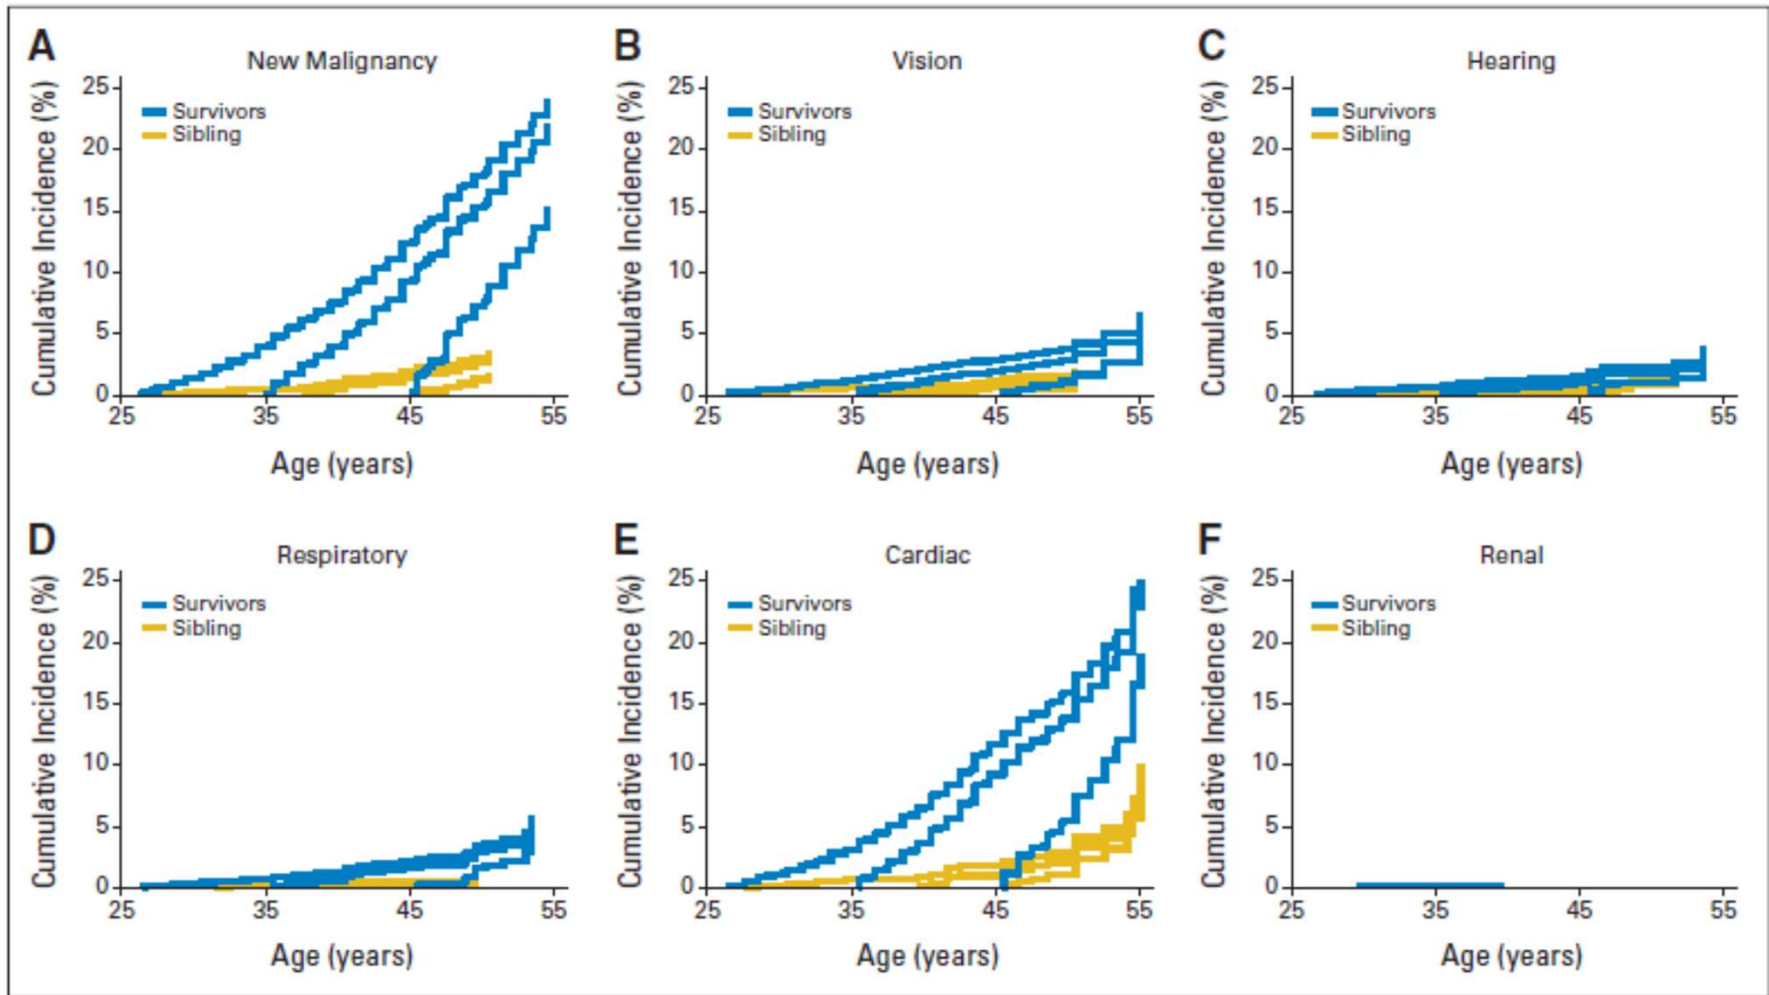 A
New Malignancy
Cumulative Incidence (%)
25
20
15
10
5
0
Survivors
Sibling
25 35 45 55
Age (years)
B
Vision
Cumulative Incidence (%)
25
20
15
10
5
0
Survivors
Sibling
25 35 45 55
Age (years)
C
Hearing
Cumulative Incidence (%)
25
20
15
10
5
0
Survivors
Sibling
25 35 45 55
Age (years)
D
Respiratory
Cumulative Incidence (%)
25
20
15
10
5
0
Survivors
Sibling
25 35 45 55
Age (years)
E
Cardiac
Cumulative Incidence (%)
25
20
15
10
5
0
Survivors
Sibling
25 35 45 55
Age (years)
F
Renal
Cumulative Incidence (%)
25
20
15
10
5
0
Survivors
Sibling
25 35 45 55
Age (years)